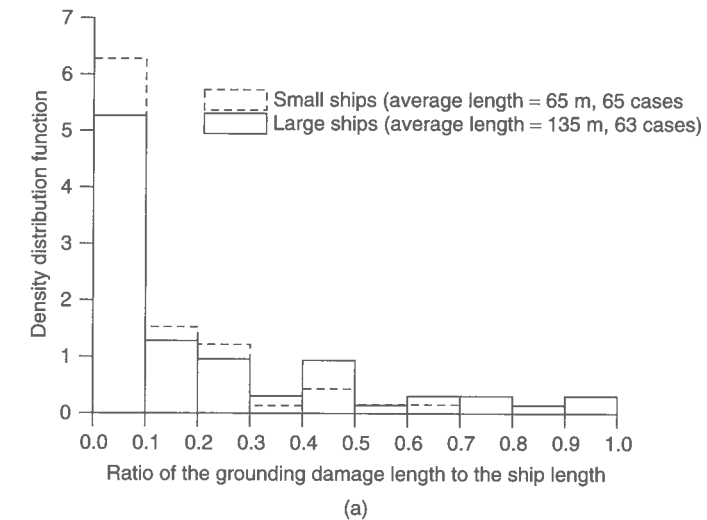 7
6
5
4
3
2
1
0
Density distribution function
Small ships (average length = 65 m, 65 cases
Large ships (average length = 135 m, 63 cases)
0.0 0.1 0.2 0.3 0.4 0.5 0.6 0.7 0.8 0.9 1.0
Ratio of the grounding damage length to the ship length
(a)